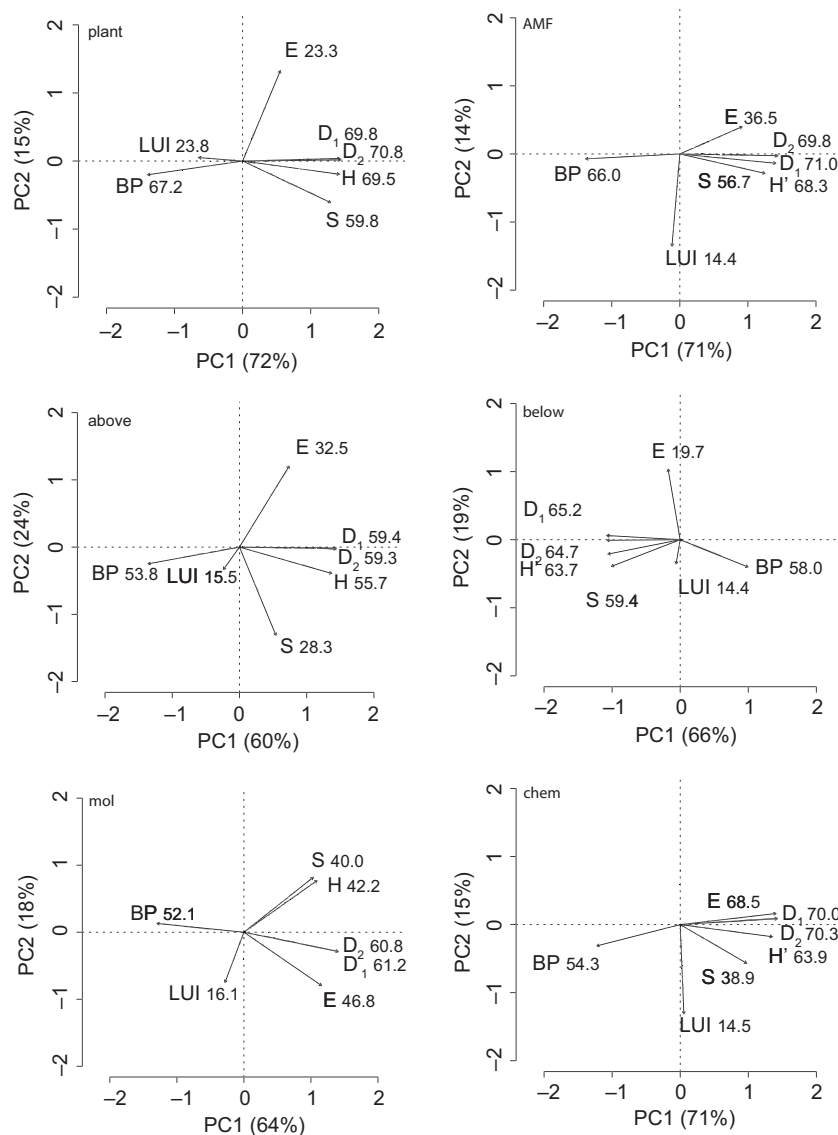 plant
2
1
0
−1
−2
PC2 (15%)
E 23.3
LUI 23.8
BP 67.2
D1 69.8
D2 70.8
H 69.5
S 59.8
−2 −1 0 1 2
PC1 (72%)
AMF
2
1
0
−1
−2
PC2 (14%)
E 36.5
BP 66.0
D2 69.8
D1 71.0
S 56.7
H' 68.3
LUI 14.4
−2 −1 0 1 2
PC1 (71%)
above
2
1
0
−1
−2
PC2 (24%)
E 32.5
D1 59.4
D2 59.3
BP 53.8
LUI 15.5
H 55.7
S 28.3
−2 −1 0 1 2
PC1 (60%)
below
2
1
0
−1
−2
PC2 (19%)
E 19.7
D1 65.2
D2 64.7
H' 63.7
BP 58.0
LUI 14.4
S 59.4
−2 −1 0 1 2
PC1 (66%)
mol
2
1
0
−1
−2
PC2 (18%)
S 40.0
H 42.2
BP 52.1
D2 60.8
D1 61.2
LUI 16.1
E 46.8
−2 −1 0 1 2
PC1 (64%)
chem
2
1
0
−1
−2
PC2 (15%)
E 68.5
D1 70.0
D2 70.3
H' 63.9
BP 54.3
S 38.9
LUI 14.5
−2 −1 0 1 2
PC1 (71%)